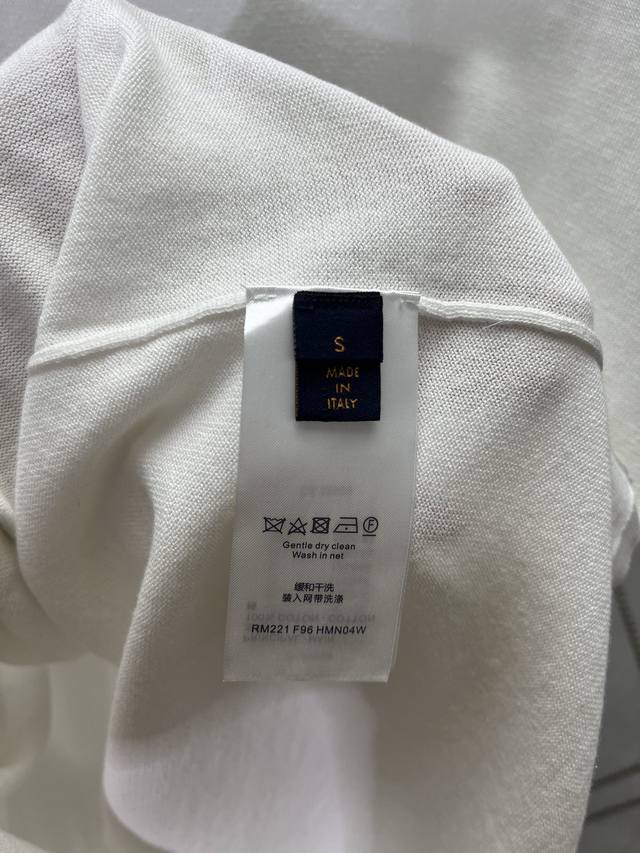 S
MADE
IN
ITALY
Gentle dry clean
Wash in net
缓和干洗
装入网带洗涤
RM221 F96 HMN04W